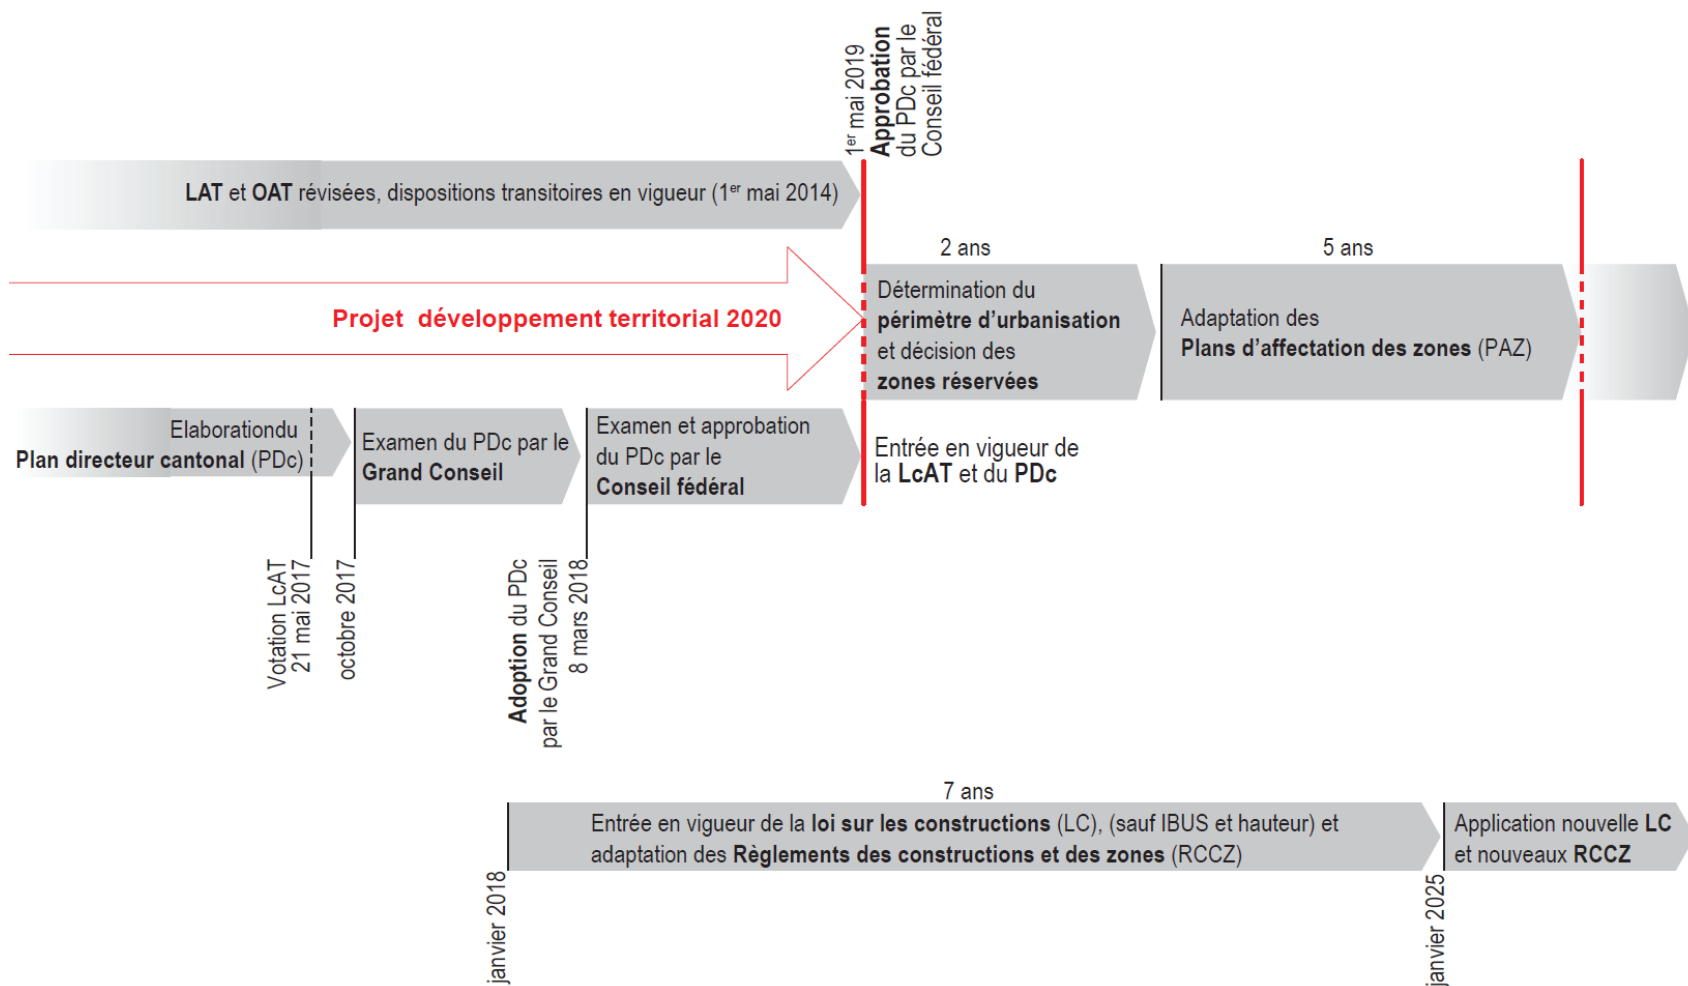 1er mai 2019
Approbation
du PDc par le
Conseil fédéral
LAT et OAT révisées, dispositions transitoires en vigueur (1er mai 2014)
2 ans
5 ans
Projet développement territorial 2020
Détermination du
périmètre d'urbanisation
et décision des
zones réservées
Adaptation des
Plans d'affectation des zones (PAZ)
Elaborationdu
Plan directeur cantonal (PDc)
Examen du PDc par le
Grand Conseil
Examen et approbation
du PDc par le
Conseil fédéral
Entrée en vigueur de
la LcAT et du PDc
Votation LcAT
21 mai 2017
octobre 2017
Adoption du PDc
par le Grand Conseil
8 mars 2018
7 ans
Entrée en vigueur de la loi sur les constructions (LC), (sauf IBUS et hauteur) et
adaptation des Règlements des constructions et des zones (RCCZ)
Application nouvelle LC
et nouveaux RCCZ
janvier 2018
janvier 2025